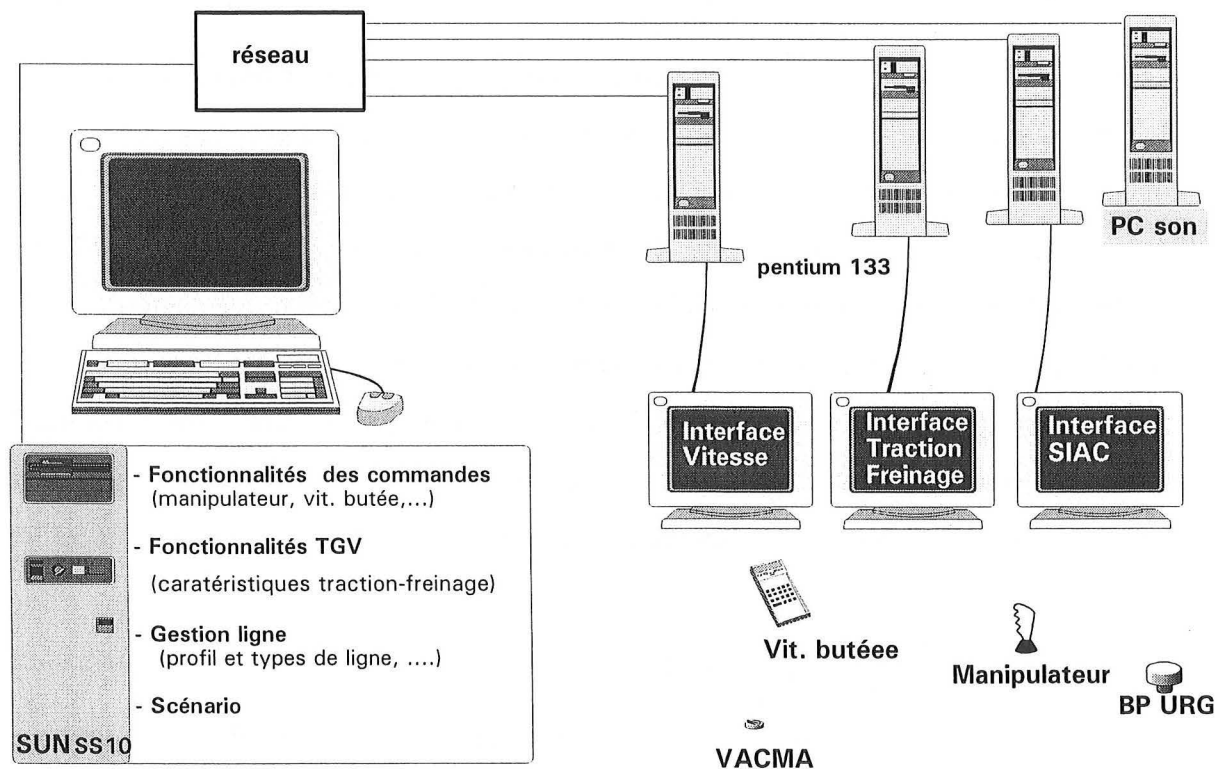 réseau
PC son
pentium 133
Interface
Vitesse
Interface
Traction
Freinage
Interface
SIAC
- Fonctionnalités des commandes
(manipulateur, vit. butée,...)
- Fonctionnalités TGV
(caratéristiques traction-freinage)
- Gestion ligne
(profil et types de ligne, ....)
- Scénario
SUN SS10
Vit. butéee
Manipulateur
BP URG
VACMA